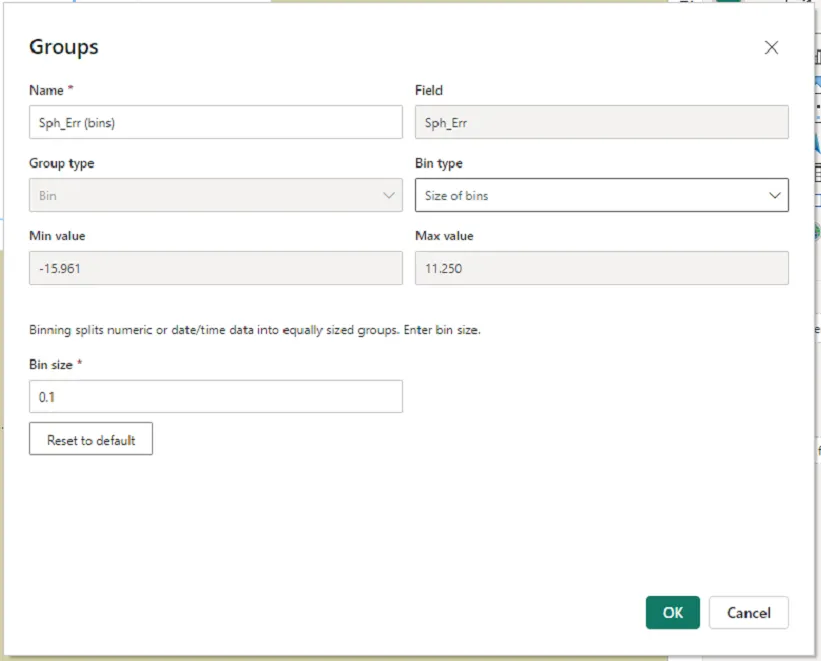 Groups
Name * Field
Sph_Err (bins) Sph_Err
Group type Bin type
Bin Size of bins
Min value Max value
-15.961 11.250
Binning splits numeric or date/time data into equally sized groups. Enter bin size.
Bin size *
0.1
Reset to default
OK Cancel